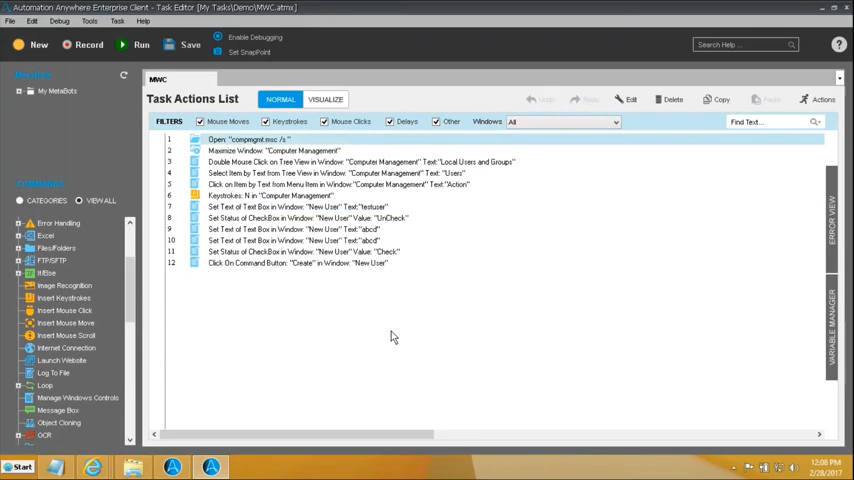 Automation Anywhere Enterprise Client - Task Editor [My Tasks\Demo\MWC.atmx]
File Edit Debug Tools Task Help
New Record Run Save Enable Debugging
Set SnapPoint
Search Help ...
MetaBots
My MetaBots
COMMANDS
CATEGORIES VIEW ALL
Error Handling
Excel
Files/Folders
FTP/SFTP
If/Else
Image Recognition
Insert Keystrokes
Insert Mouse Click
Insert Mouse Move
Insert Mouse Scroll
Internet Connection
Launch Website
Log To File
Loop
Manage Windows Controls
Message Box
Object Cloning
OCR
MWC
Task Actions List NORMAL VISUALIZE Undo Redo Edit Delete Copy Paste Actions
FILTERS Mouse Moves Keystrokes Mouse Clicks Delays Other Windows All Find Text...
1 Open: "compmgmt.msc /s "
2 Maximize Window: "Computer Management"
3 Double Mouse Click on Tree View in Window: "Computer Management" Text:"Local Users and Groups"
4 Select Item by Text from Tree View in Window: "Computer Management" Text: "Users"
5 Click on Item by Text from Menu Item in Window:"Computer Management" Text:"Action"
6 Keystrokes: N in "Computer Management"
7 Set Text of Text Box in Window: "New User" Text:"testuser"
8 Set Status of CheckBox in Window: "New User" Value: "UnCheck"
9 Set Text of Text Box in Window: "New User" Text:"abcd"
10 Set Text of Text Box in Window: "New User" Text:"abcd"
11 Set Status of CheckBox in Window: "New User" Value: "Check"
12 Click On Command Button: "Create" in Window: "New User"
ERROR VIEW
VARIABLE MANAGER
Start
12:08 PM
2/28/2017